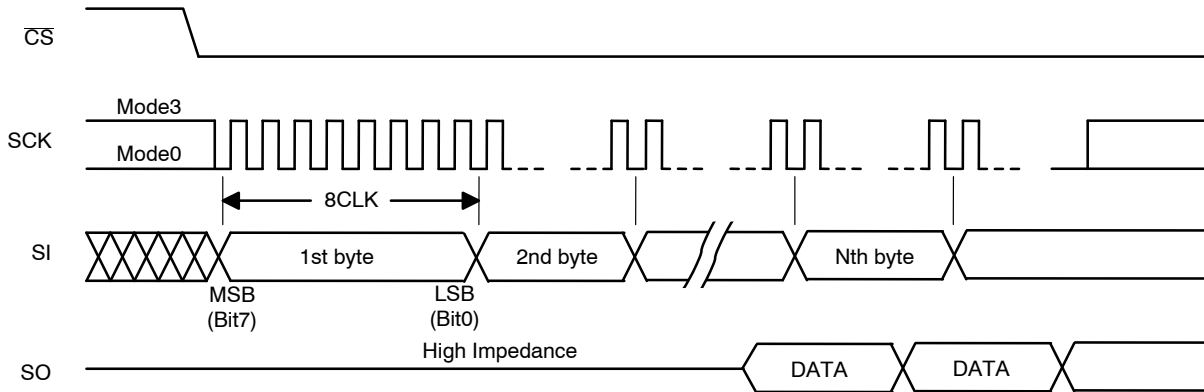 CS
Mode3
SCK
Mode0
8CLK
SI
1st byte
2nd byte
Nth byte
MSB
(Bit7)
LSB
(Bit0)
High Impedance
SO
DATA
DATA